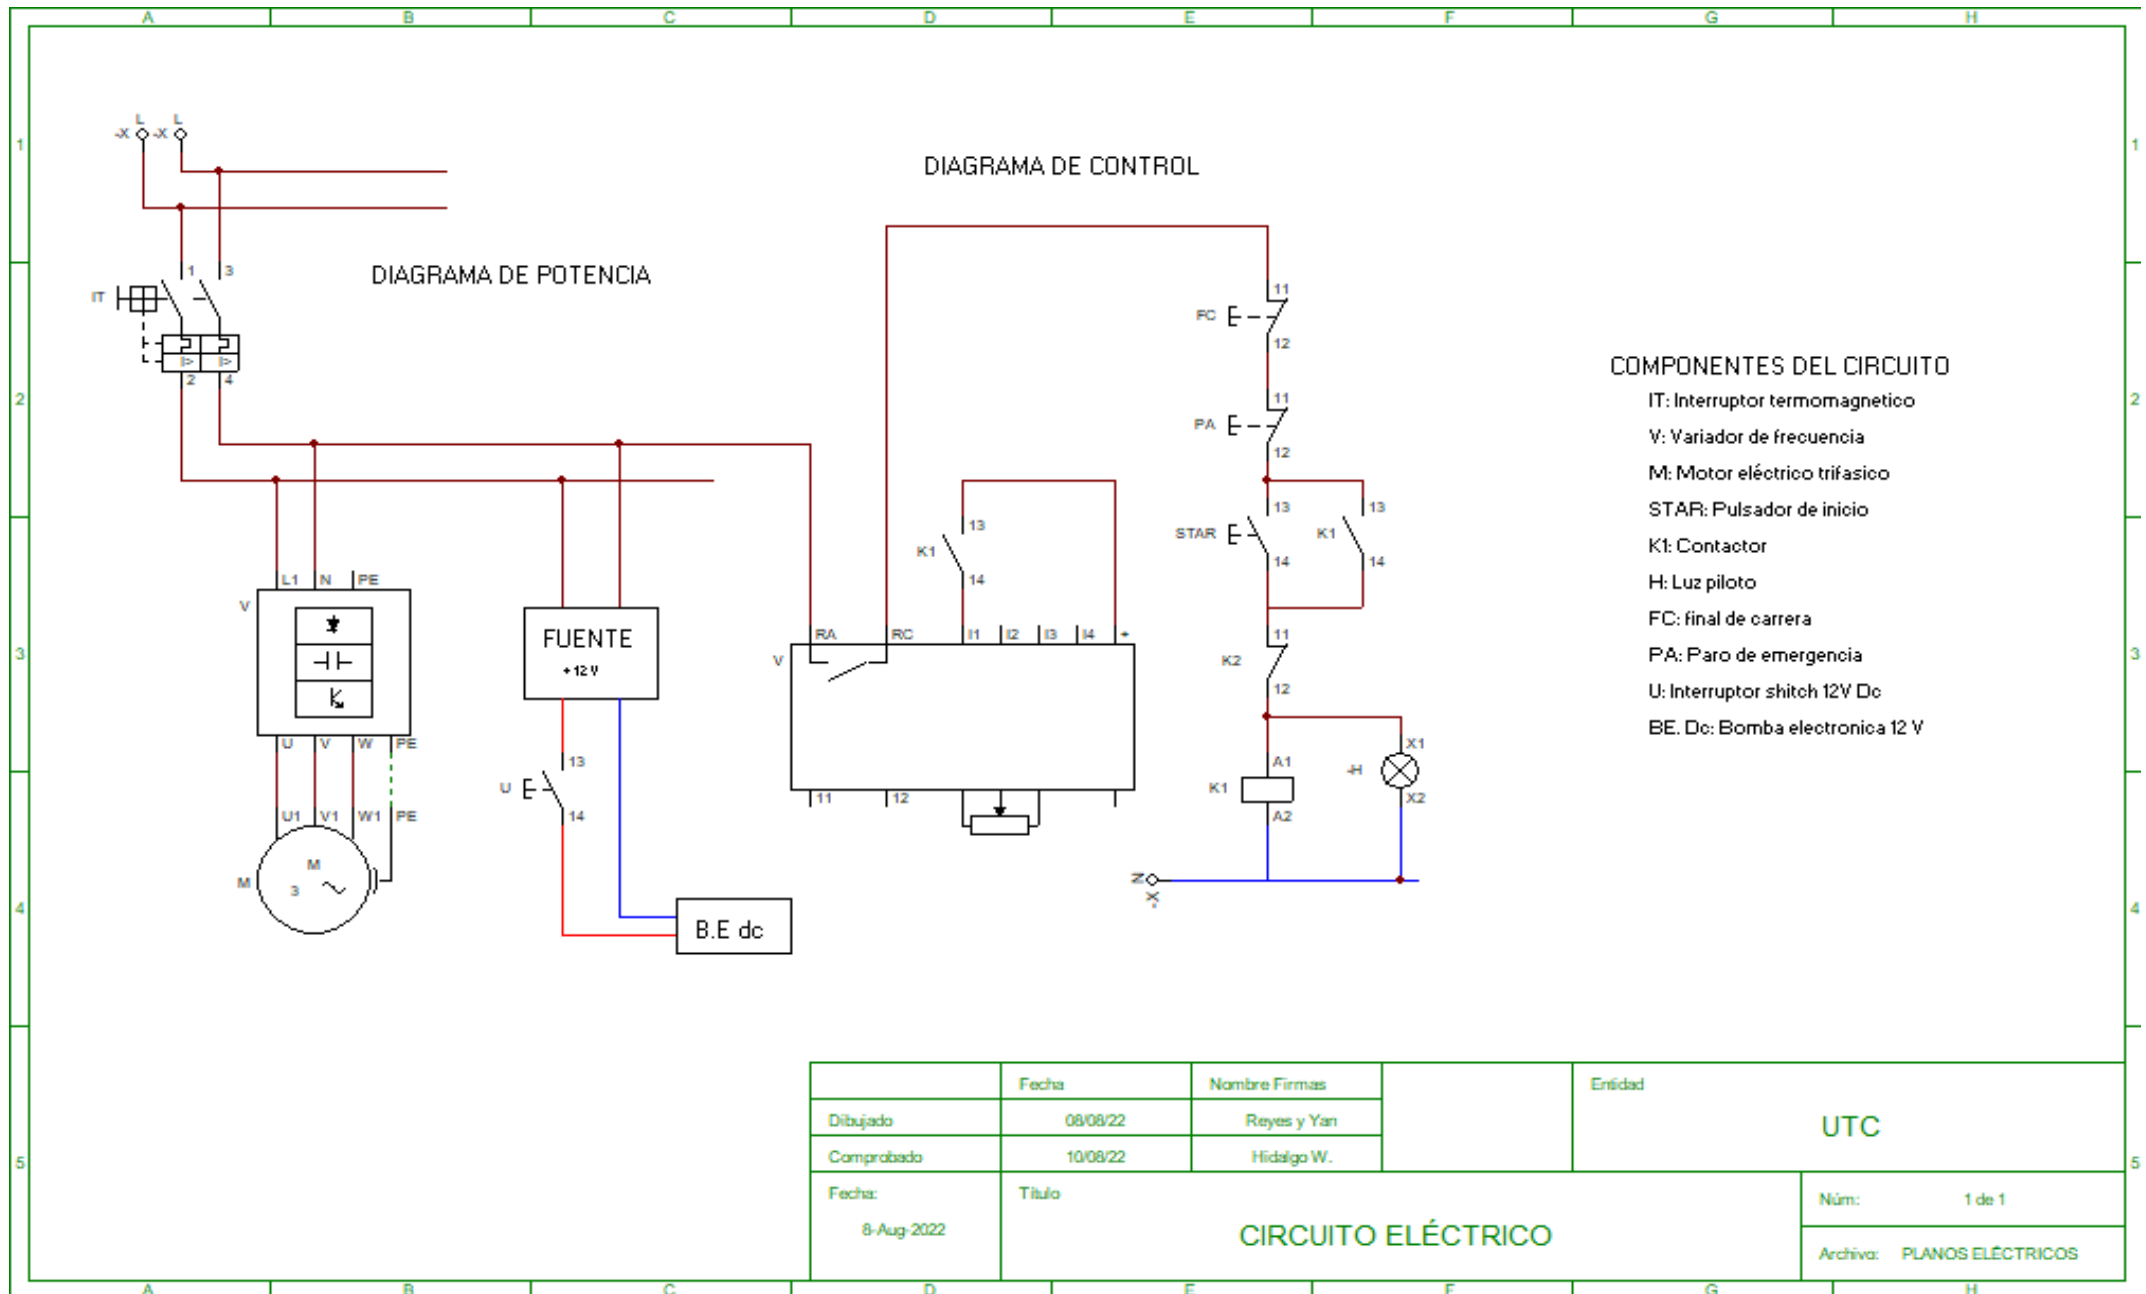 A B C D E F G H
1 1
L L
-X -X
DIAGRAMA DE CONTROL
DIAGRAMA DE POTENCIA
1 3
IT
I> I>
2 4
11
FC
12
COMPONENTES DEL CIRCUITO
IT: Interruptor termomagnetico
V: Variador de frecuencia
M: Motor eléctrico trifasico
STAR: Pulsador de inicio
K1: Contactor
H: Luz piloto
FC: final de carrera
PA: Paro de emergencia
U: Interruptor shitch 12V Dc
BE. Dc: Bomba electronica 12 V
2 2
11
PA
12
13 13
STAR K1
14 14
13
K1
14
L1 N PE
V
FUENTE
+ 12 V
RA RC I1 I2 I3 I4 +
V
11 12
11
K2
12
3 3
U V W PE
13
U
14
A1 X1
K1 -H
A2 X2
U1 V1 W1 PE
M M
3
N
-X
B.E dc
4 4
Fecha Nombre Firmas Entidad
Dibujado 08/08/22 Reyes y Yan UTC
Comprobado 10/08/22 Hidalgo W.
5 5
Fecha: Título Núm: 1 de 1
8-Aug-2022 CIRCUITO ELÉCTRICO
Archivo: PLANOS ELÉCTRICOS
A B C D E F G H